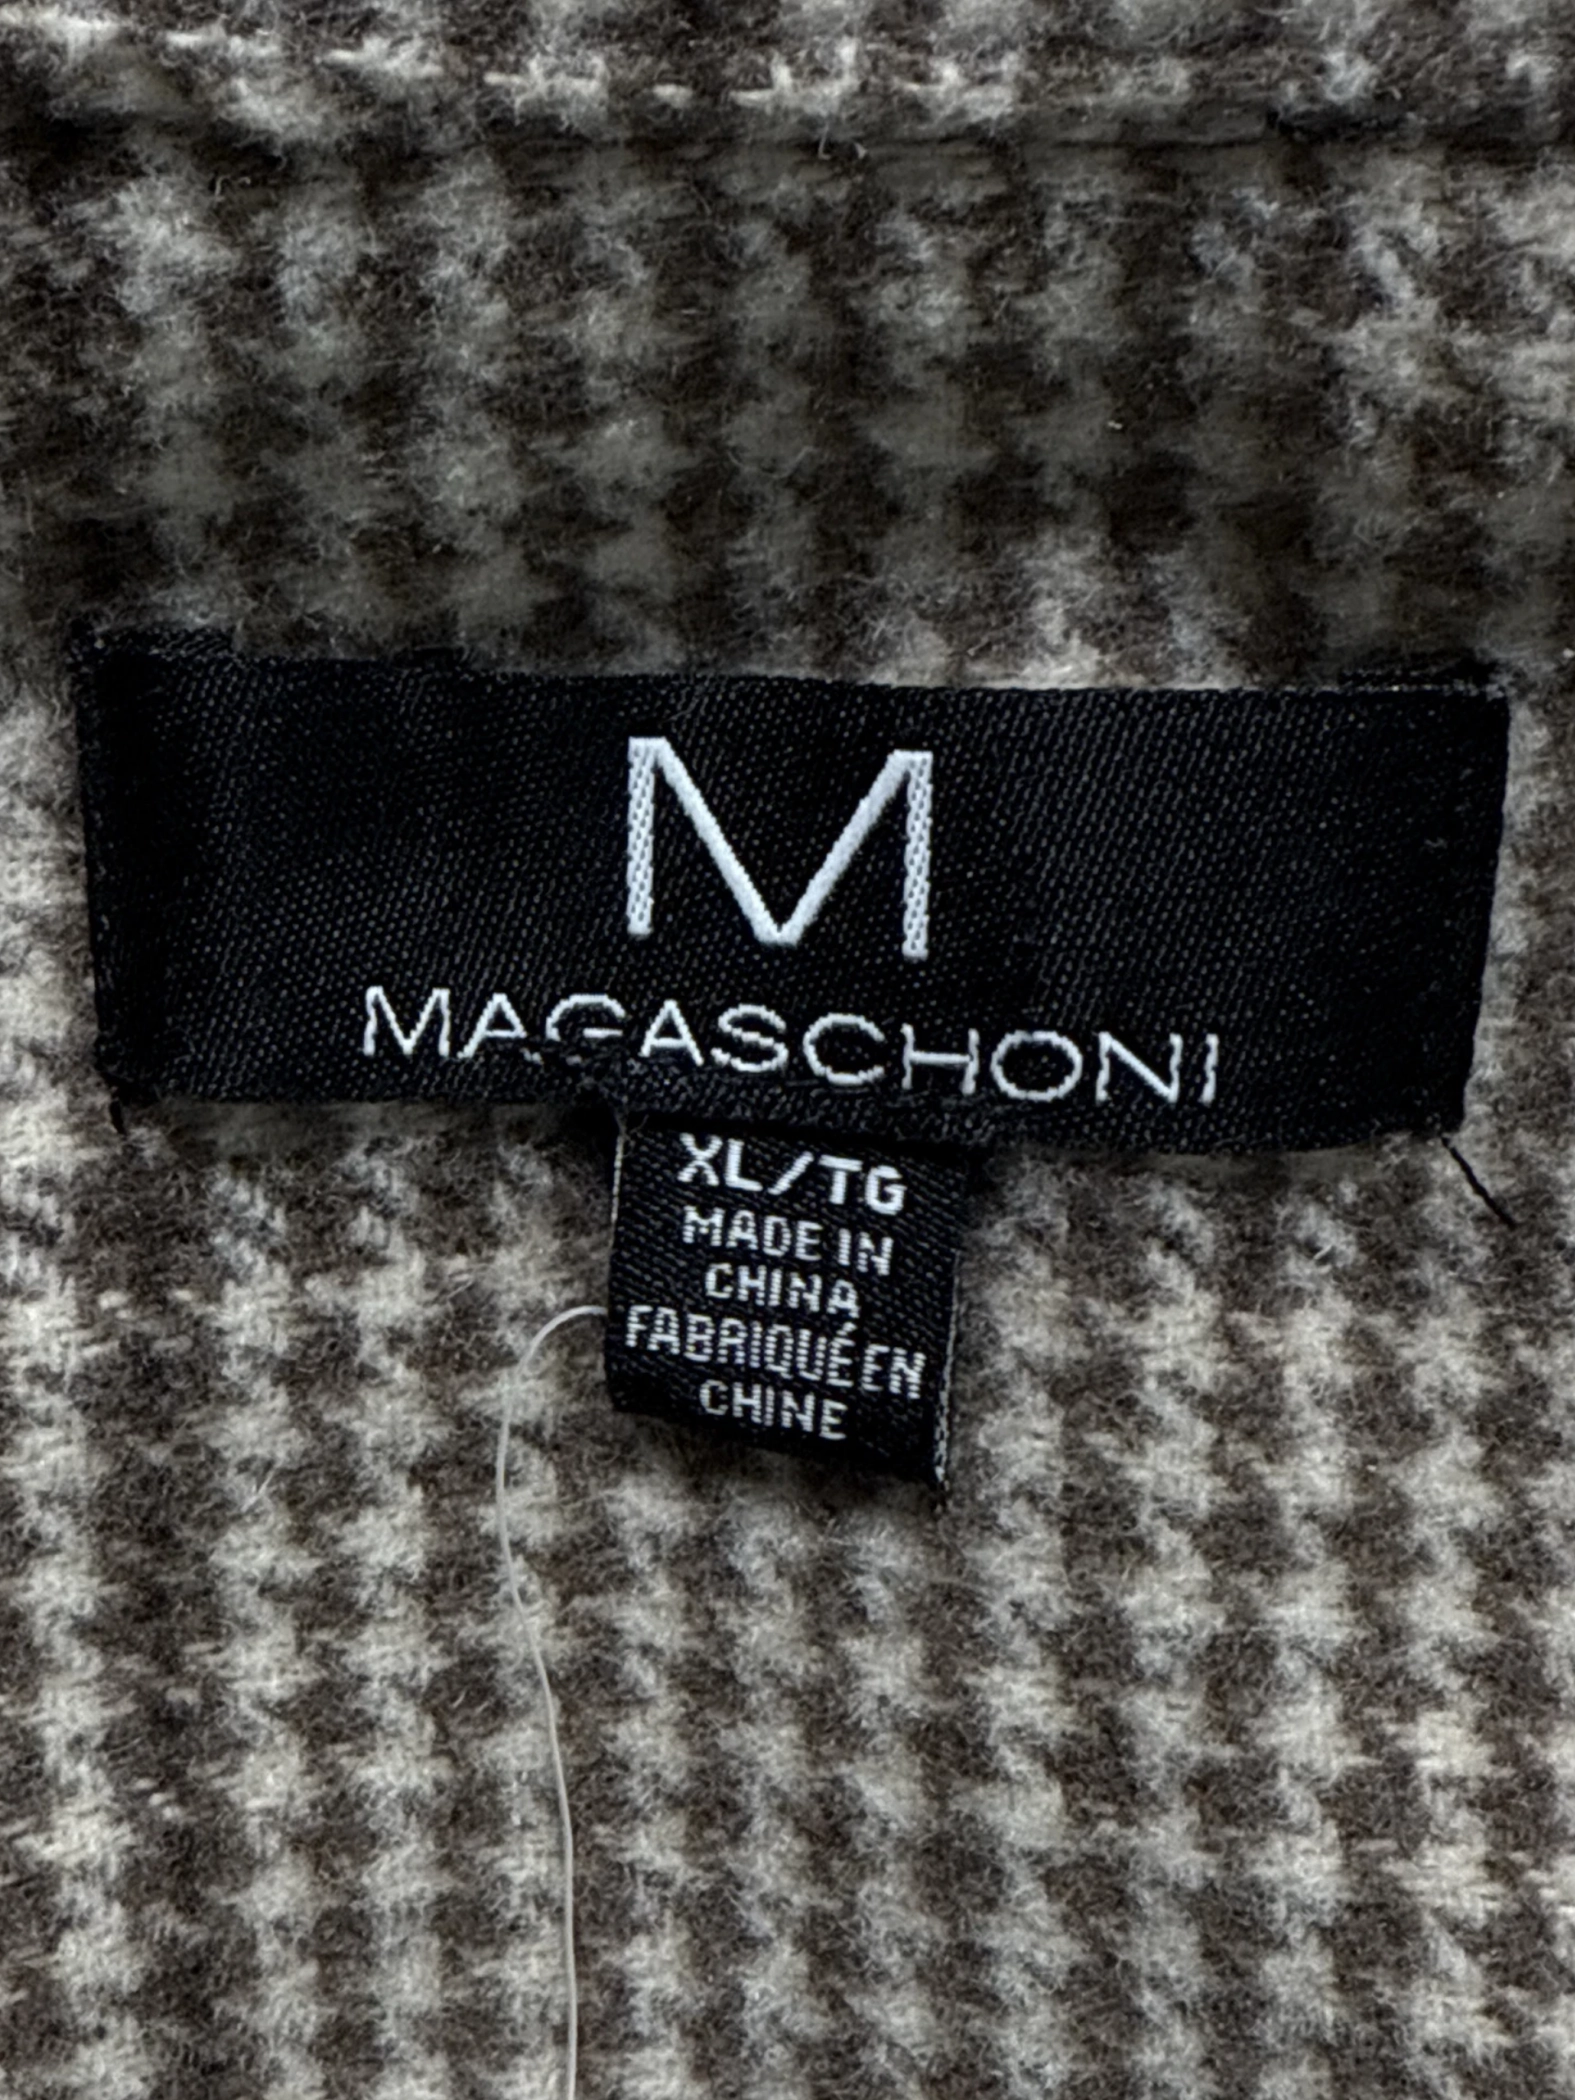 M
MAGASCHONI
XL/TG
MADE IN
CHINA
FABRIQUÉ EN
CHINE